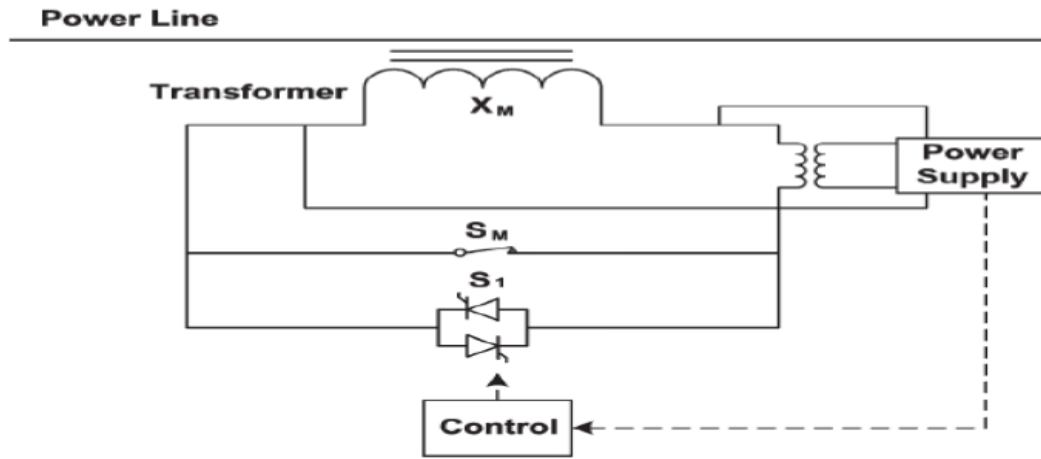 Power Line
Transformer
XM
Power
Supply
SM
S1
Control